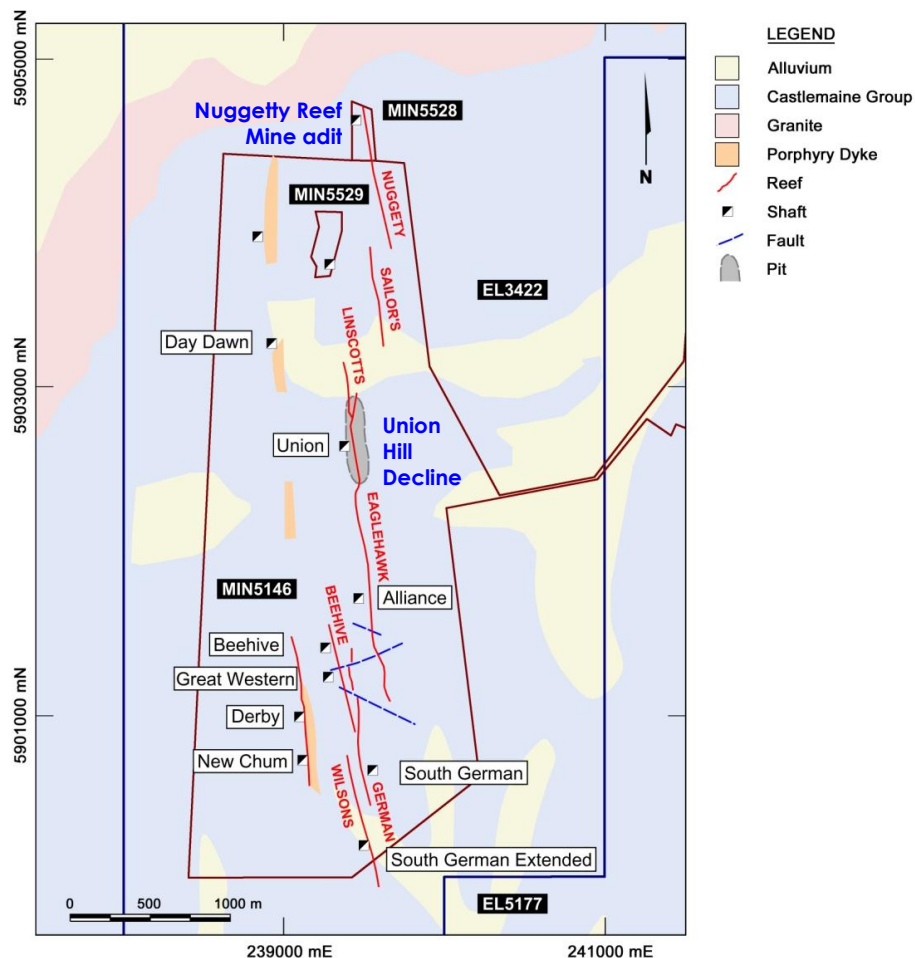 5905000 mN
5903000 mN
5901000 mN
Nuggetty Reef
Mine adit
MIN5528
NUGGETY
MIN5529
SAILOR'S
EL3422
Day Dawn
LINSCOTTS
Union
Union
Hill
Decline
EAGLEHAWK
MIN5146
Alliance
BEEHIVE
Beehive
Great Western
Derby
New Chum
South German
WILSONS
GERMAN
South German Extended
EL5177
0 500 1000 m
239000 mE
241000 mE
N
LEGEND
Alluvium
Castlemaine Group
Granite
Porphyry Dyke
Reef
Shaft
Fault
Pit